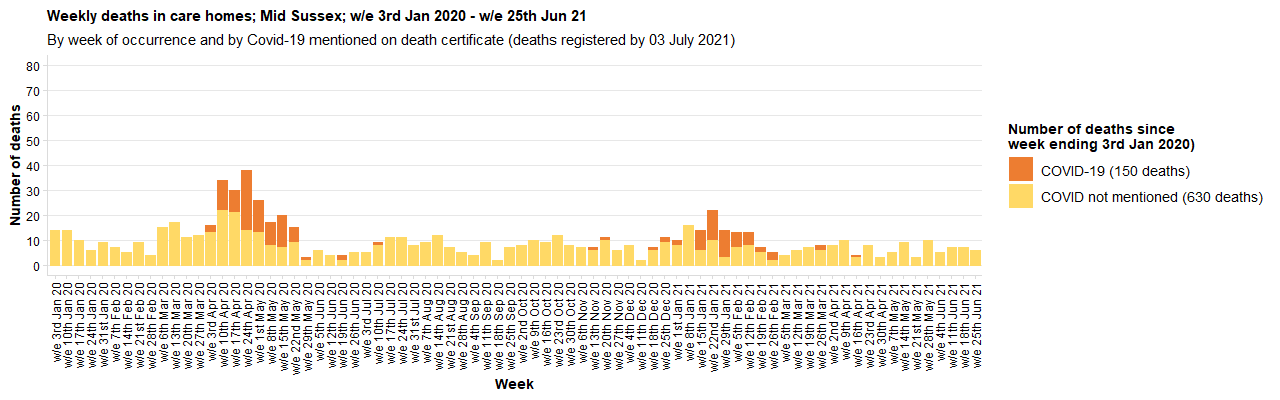 Weekly deaths in care homes; Mid Sussex; w/e 3rd Jan 2020 - w/e 25th Jun 21
By week of occurrence and by Covid-19 mentioned on death certificate (deaths registered by 03 July 2021)
Number of deaths
80
70
60
50
40
30
20
10
0
w/e 3rd Jan 20
w/e 10th Jan 20
w/e 17th Jan 20
w/e 24th Jan 20
w/e 31st Jan 20
w/e 7th Feb 20
w/e 14th Feb 20
w/e 21st Feb 20
w/e 28th Feb 20
w/e 6th Mar 20
w/e 13th Mar 20
w/e 20th Mar 20
w/e 27th Mar 20
w/e 3rd Apr 20
w/e 10th Apr 20
w/e 17th Apr 20
w/e 24th Apr 20
w/e 1st May 20
w/e 8th May 20
w/e 15th May 20
w/e 22nd May 20
w/e 29th May 20
w/e 5th Jun 20
w/e 12th Jun 20
w/e 19th Jun 20
w/e 26th Jun 20
w/e 3rd Jul 20
w/e 10th Jul 20
w/e 17th Jul 20
w/e 24th Jul 20
w/e 31st Jul 20
w/e 7th Aug 20
w/e 14th Aug 20
w/e 21st Aug 20
w/e 28th Aug 20
w/e 4th Sep 20
w/e 11th Sep 20
w/e 18th Sep 20
w/e 25th Sep 20
w/e 2nd Oct 20
w/e 9th Oct 20
w/e 16th Oct 20
w/e 23rd Oct 20
w/e 30th Oct 20
w/e 6th Nov 20
w/e 13th Nov 20
w/e 20th Nov 20
w/e 27th Nov 20
w/e 4th Dec 20
w/e 11th Dec 20
w/e 18th Dec 20
w/e 25th Dec 20
w/e 1st Jan 21
w/e 8th Jan 21
w/e 15th Jan 21
w/e 22nd Jan 21
w/e 29th Jan 21
w/e 5th Feb 21
w/e 12th Feb 21
w/e 19th Feb 21
w/e 26th Feb 21
w/e 5th Mar 21
w/e 12th Mar 21
w/e 19th Mar 21
w/e 26th Mar 21
w/e 2nd Apr 21
w/e 9th Apr 21
w/e 16th Apr 21
w/e 23rd Apr 21
w/e 30th Apr 21
w/e 7th May 21
w/e 14th May 21
w/e 21st May 21
w/e 28th May 21
w/e 4th Jun 21
w/e 11th Jun 21
w/e 18th Jun 21
w/e 25th Jun 21
Week
Number of deaths since
week ending 3rd Jan 2020)
COVID-19 (150 deaths)
COVID not mentioned (630 deaths)